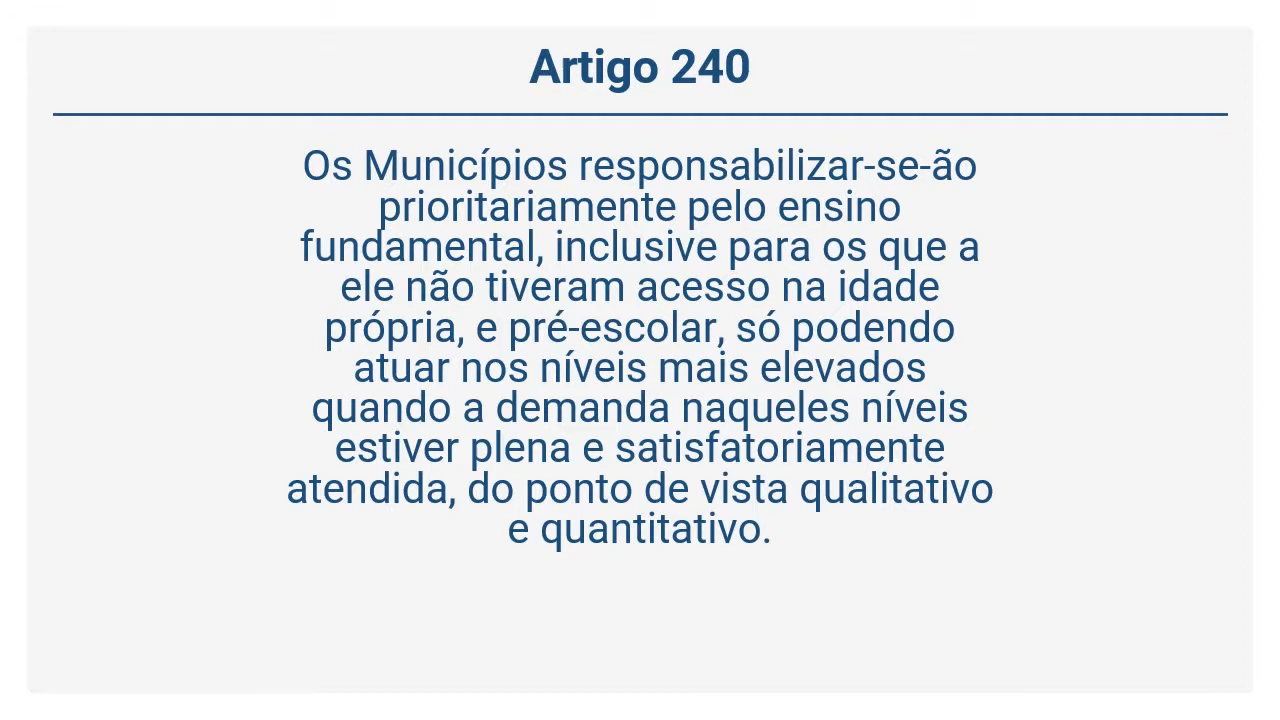 Artigo 240
Os Municípios responsabilizar-se-ão
prioritariamente pelo ensino
fundamental, inclusive para os que a
ele não tiveram acesso na idade
própria, e pré-escolar, só podendo
atuar nos níveis mais elevados
quando a demanda naqueles níveis
estiver plena e satisfatoriamente
atendida, do ponto de vista qualitativo
e quantitativo.